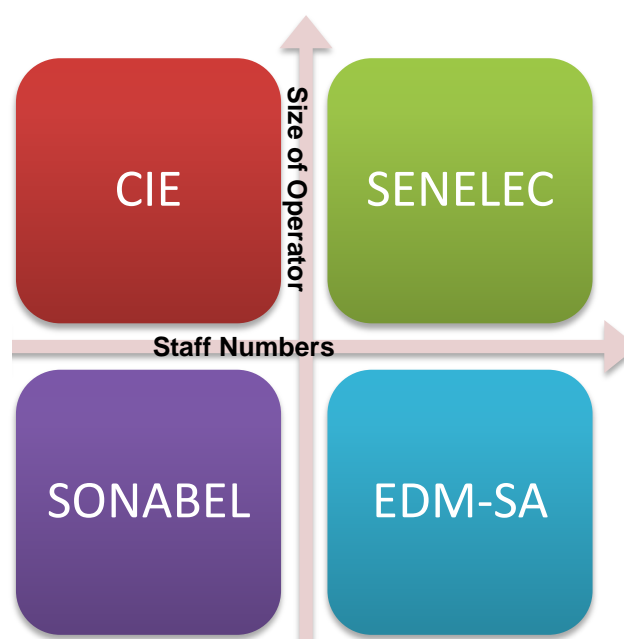 CIE
Size of Operator
SENELEC
Staff Numbers
SONABEL
EDM-SA